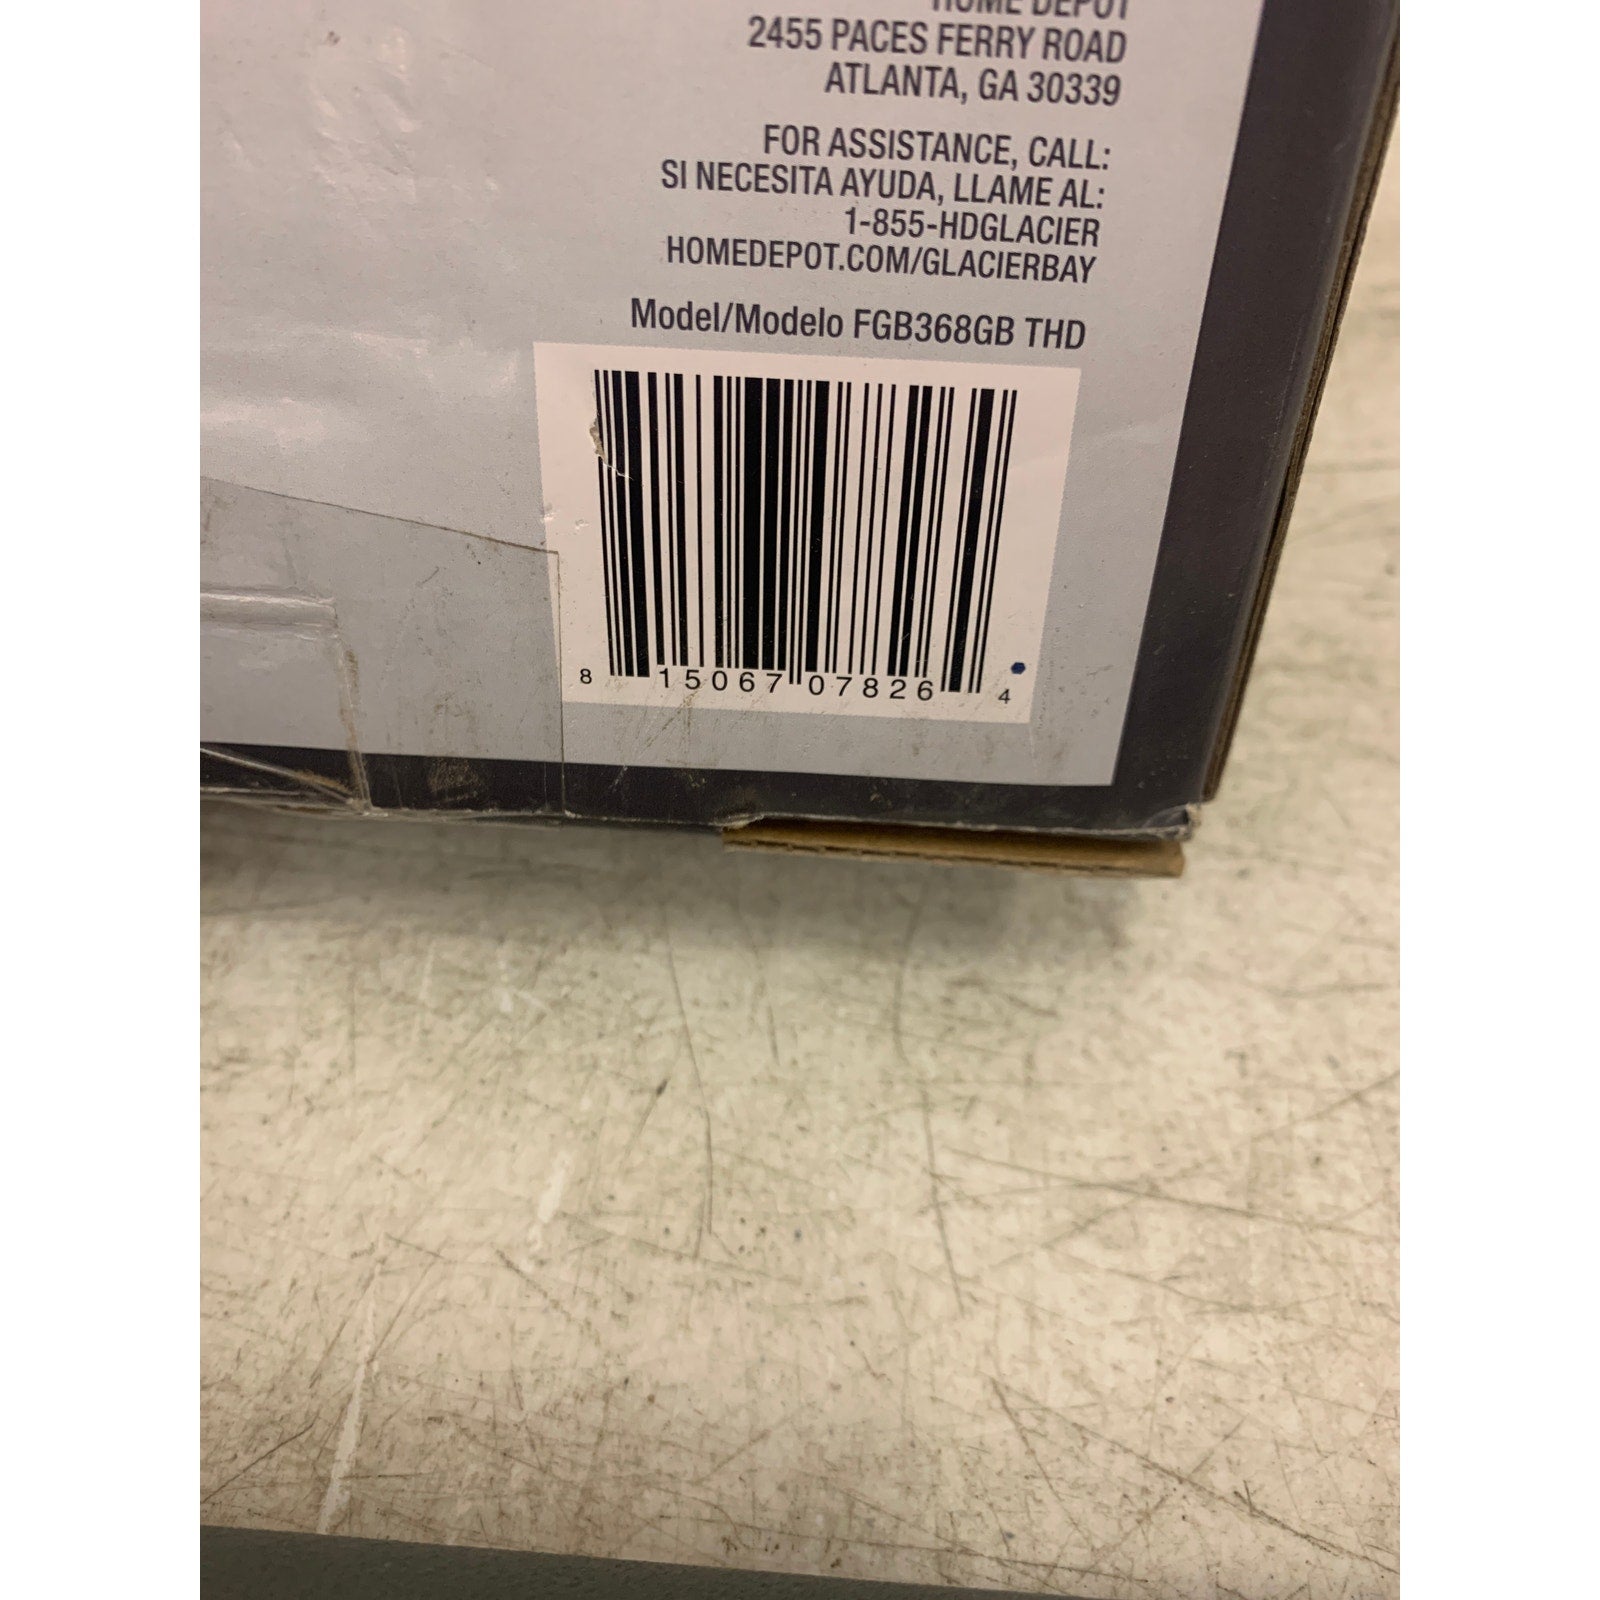 HOME DEPOT
2455 PACES FERRY ROAD
ATLANTA, GA 30339
FOR ASSISTANCE, CALL:
SI NECESITA AYUDA, LLAME AL:
1-855-HDGLACIER
HOMEDEPOT.COM/GLACIERBAY
Model/Modelo FGB368GB THD
8 15067 07826 4